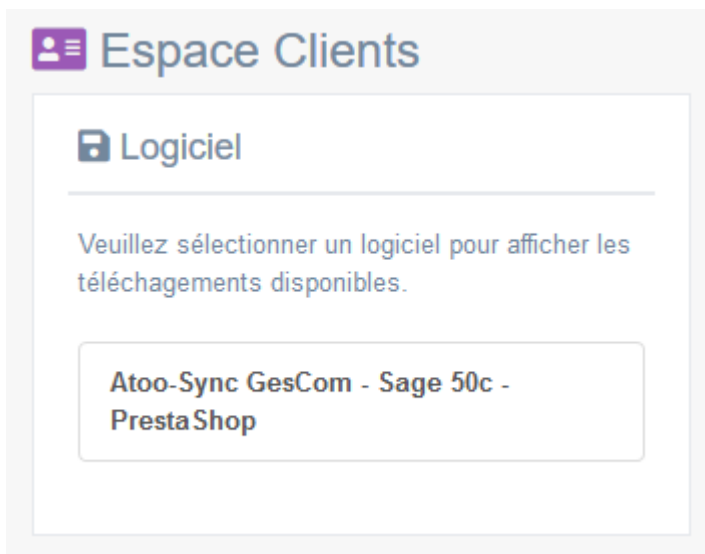 Espace Clients
Logiciel
Veuillez sélectionner un logiciel pour afficher les
téléchagements disponibles.
Atoo-Sync GesCom - Sage 50c -
PrestaShop